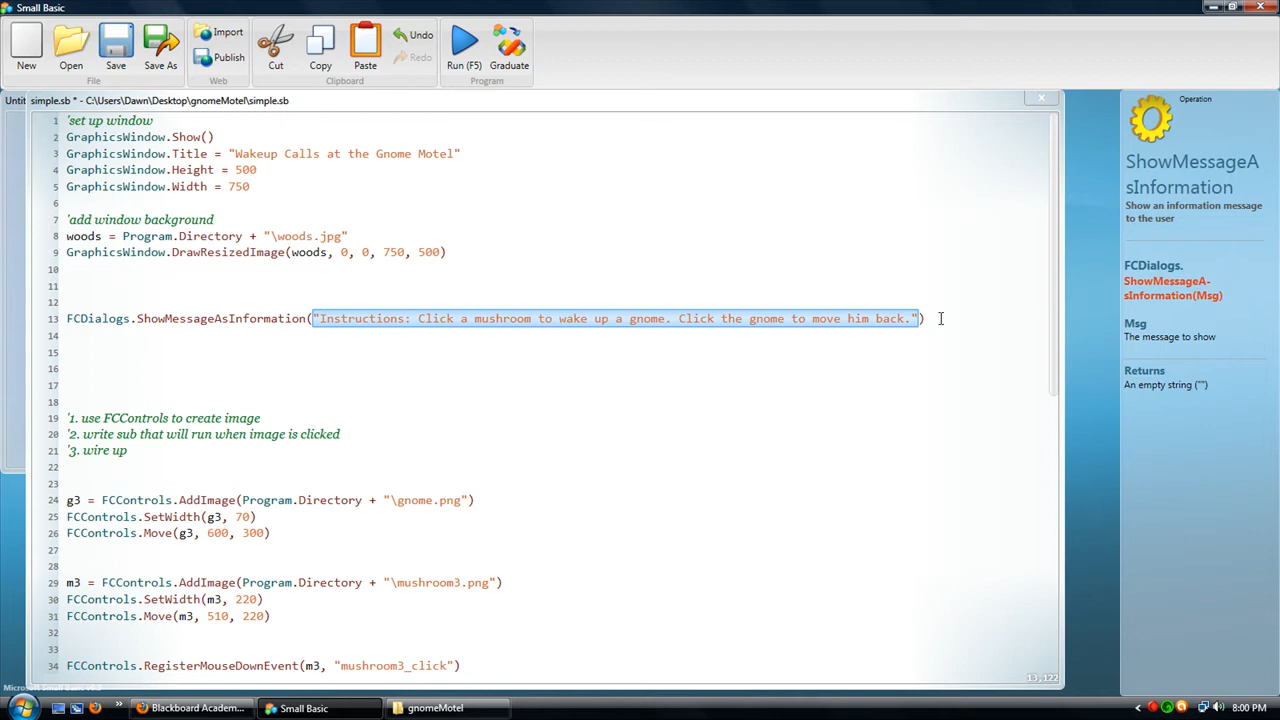 Small Basic
New
Open
Save
Save As
Import
Publish
Cut
Copy
Paste
Undo
Redo
Run (F5)
Graduate
File
Web
Clipboard
Program
Untit
simple.sb * - C:\Users\Dawn\Desktop\gnomeMotel\simple.sb
1 'set up window
2 GraphicsWindow.Show()
3 GraphicsWindow.Title = "Wakeup Calls at the Gnome Motel"
4 GraphicsWindow.Height = 500
5 GraphicsWindow.Width = 750
6
7 'add window background
8 woods = Program.Directory + "\woods.jpg"
9 GraphicsWindow.DrawResizedImage(woods, 0, 0, 750, 500)
10
11
12
13 FCDialogs.ShowMessageAsInformation("Instructions: Click a mushroom to wake up a gnome. Click the gnome to move him back.")
14
15
16
17
18
19 '1. use FCControls to create image
20 '2. write sub that will run when image is clicked
21 '3. wire up
22
23
24 g3 = FCControls.AddImage(Program.Directory + "\gnome.png")
25 FCControls.SetWidth(g3, 70)
26 FCControls.Move(g3, 600, 300)
27
28
29 m3 = FCControls.AddImage(Program.Directory + "\mushroom3.png")
30 FCControls.SetWidth(m3, 220)
31 FCControls.Move(m3, 510, 220)
32
33
34 FCControls.RegisterMouseDownEvent(m3, "mushroom3_click")
13,122
Operation
ShowMessageA
sInformation
Show an information message
to the user
FCDialogs.
ShowMessageA-
sInformation(Msg)
Msg
The message to show
Returns
An empty string ("")
Blackboard Academ...
Small Basic
gnomeMotel
8:00 PM